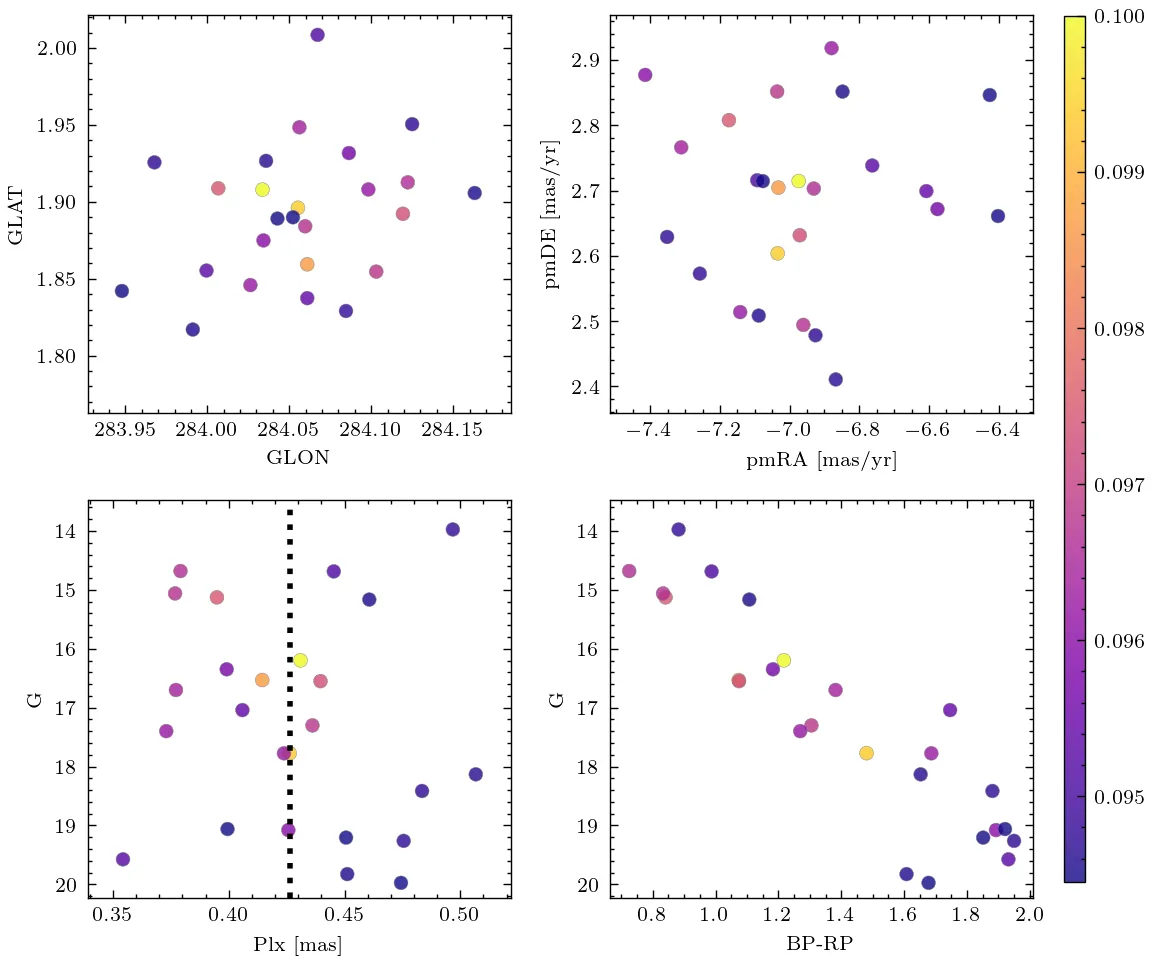 2.00
1.95
1.90
1.85
1.80
GLAT
283.95 284.00 284.05 284.10 284.15
GLON
2.9
2.8
2.7
2.6
2.5
2.4
pmDE [mas/yr]
−7.4 −7.2 −7.0 −6.8 −6.6 −6.4
pmRA [mas/yr]
0.100
0.099
0.098
0.097
0.096
0.095
14
15
16
17
18
19
20
G
0.35 0.40 0.45 0.50
Plx [mas]
14
15
16
17
18
19
20
G
0.8 1.0 1.2 1.4 1.6 1.8 2.0
BP-RP